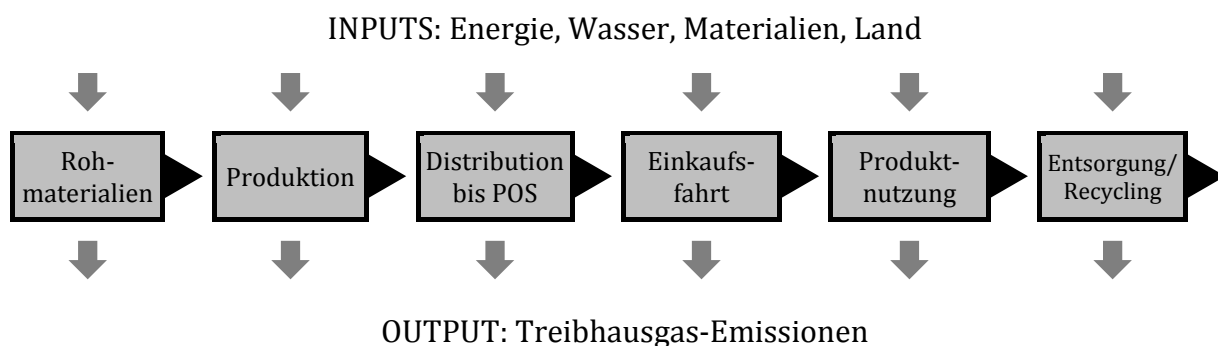 INPUTS: Energie, Wasser, Materialien, Land
Roh-
materialien
Produktion
Distribution
bis POS
Einkaufs-
fahrt
Produkt-
nutzung
Entsorgung/
Recycling
OUTPUT: Treibhausgas-Emissionen